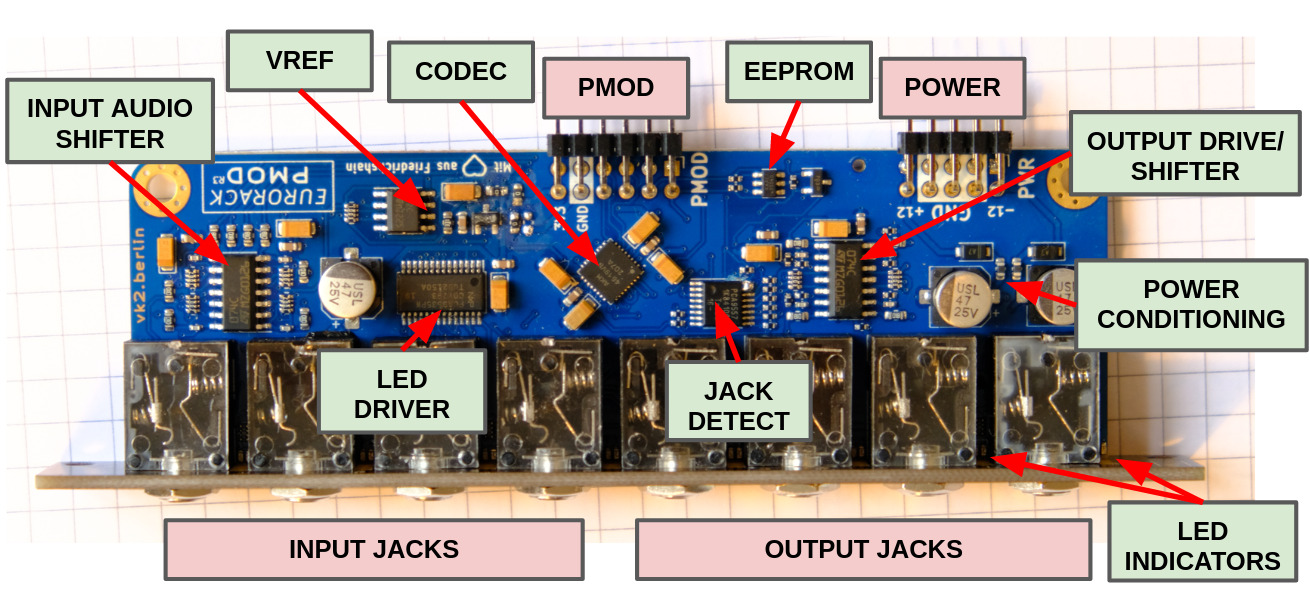 VREF
CODEC
PMOD
EEPROM
POWER
INPUT AUDIO
SHIFTER
OUTPUT DRIVE/
SHIFTER
Mit
aus Friedrichshain
EURORACK
PMOD R3
PMOD
PWR
3V3
GND
+12
GND
-12
vk2.berlin
USL
47
25V
USL
47
25V
POWER
CONDITIONING
LED
DRIVER
JACK
DETECT
INPUT JACKS
OUTPUT JACKS
LED
INDICATORS